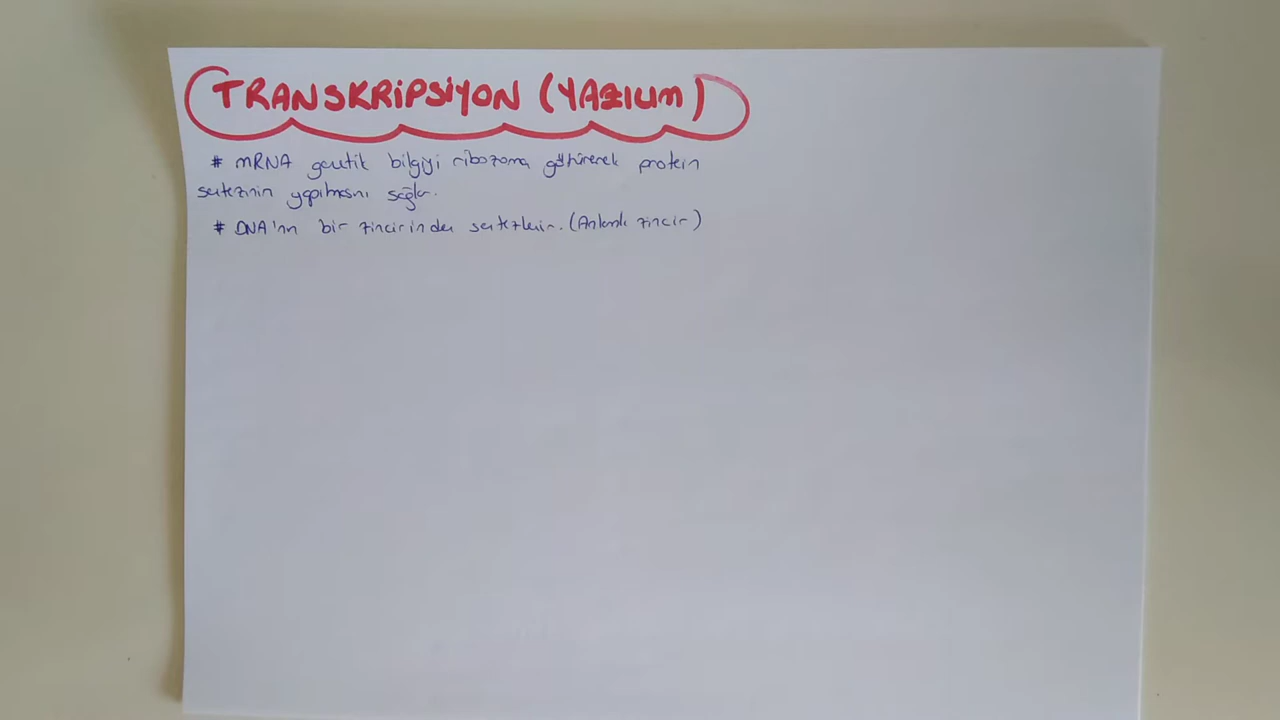 TRANSKRİPSİYON (YAZILIM)
# mRNA genetik bilgiyi ribozoma götürerek protein
sentezinin yapılmasını sağlar.
# DNA'nın bir zincirinden sentezlenir. (Anlamlı zincir)